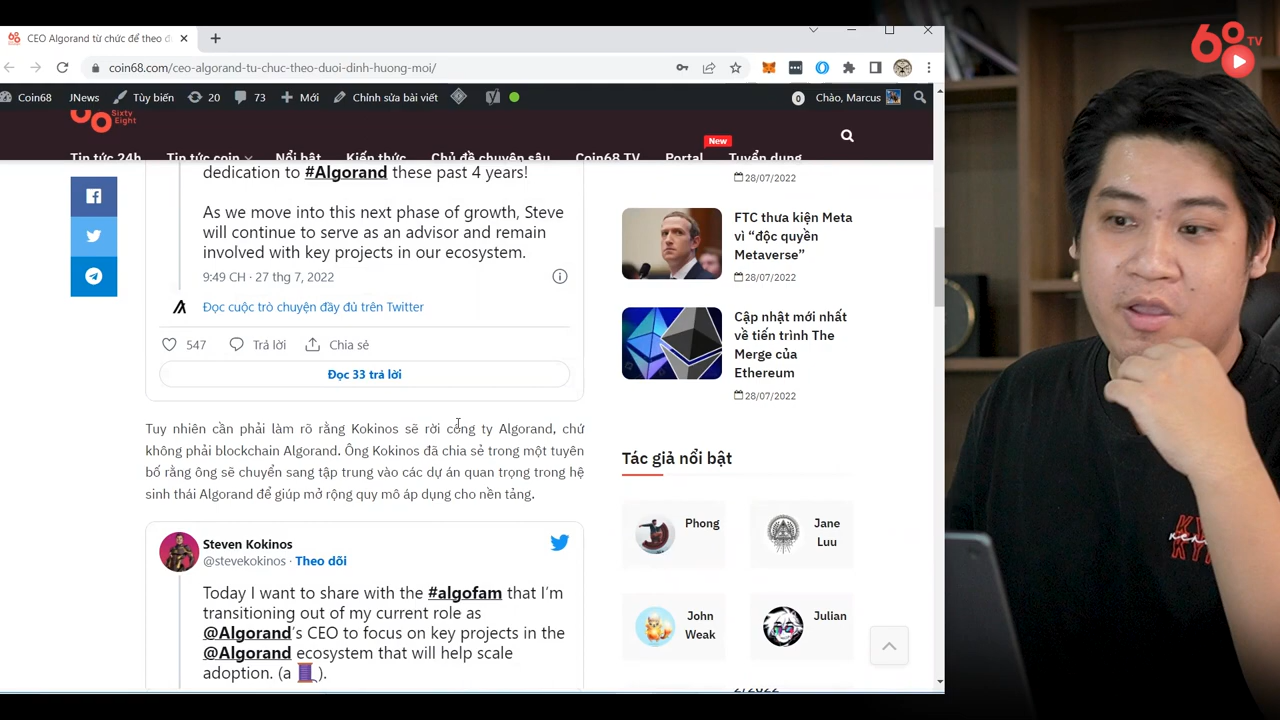 CEO Algorand từ chức để theo đ
coin68.com/ceo-algorand-tu-chuc-theo-duoi-dinh-huong-moi/
Coin68 JNews Tùy biến 20 73 Mới Chỉnh sửa bài viết 0 Chào, Marcus
Sixty
Eight
New
Tin tức 24h Tin tức coin Nổi bật Kiến thức Chủ đề chuyên sâu Coin68 TV Portal Tuyển dụng
dedication to #Algorand these past 4 years!
As we move into this next phase of growth, Steve
will continue to serve as an advisor and remain
involved with key projects in our ecosystem.
9:49 CH · 27 thg 7, 2022
Đọc cuộc trò chuyện đầy đủ trên Twitter
547 Trả lời Chia sẻ
Đọc 33 trả lời
Tuy nhiên cần phải làm rõ rằng Kokinos sẽ rời công ty Algorand, chứ
không phải blockchain Algorand. Ông Kokinos đã chia sẻ trong một tuyên
bố rằng ông sẽ chuyển sang tập trung vào các dự án quan trọng trong hệ
sinh thái Algorand để giúp mở rộng quy mô áp dụng cho nền tảng.
Steven Kokinos
@stevekokinos · Theo dõi
Today I want to share with the #algofam that I'm
transitioning out of my current role as
@Algorand's CEO to focus on key projects in the
@Algorand ecosystem that will help scale
adoption. (a 🧵).
28/07/2022
FTC thưa kiện Meta
vì "độc quyền
Metaverse"
28/07/2022
Cập nhật mới nhất
về tiến trình The
Merge của
Ethereum
28/07/2022
Tác giả nổi bật
Phong
Jane
Luu
John
Weak
Julian
68 TV